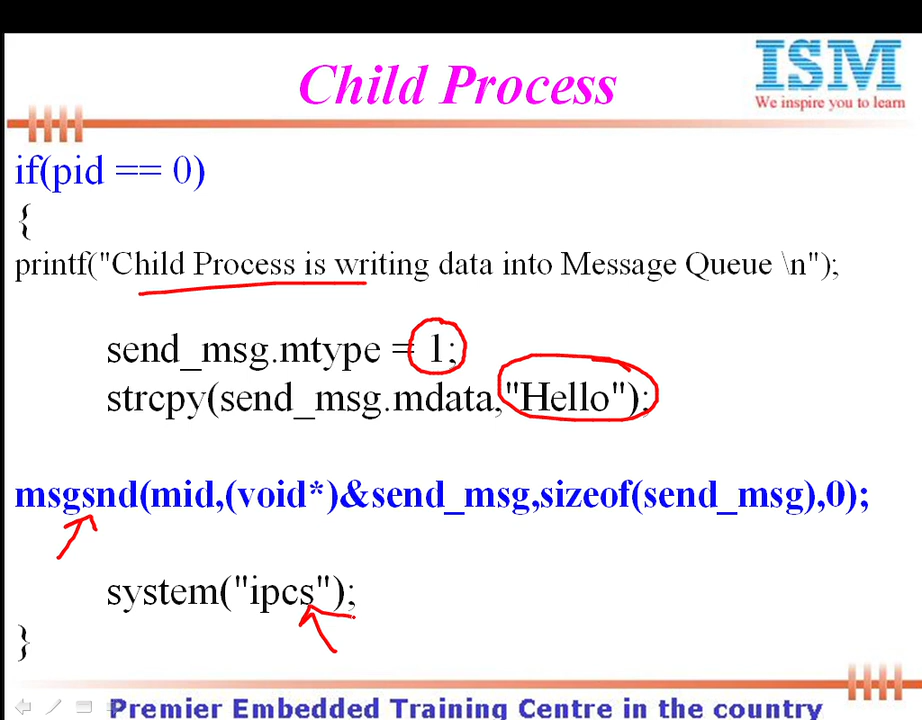 Child Process
ISM
We inspire you to learn
if(pid == 0)
{
printf("Child Process is writing data into Message Queue \n");
send_msg.mtype = 1;
strcpy(send_msg.mdata,"Hello");
msgsnd(mid,(void*)&send_msg,sizeof(send_msg),0);
system("ipcs");
}
Premier Embedded Training Centre in the country